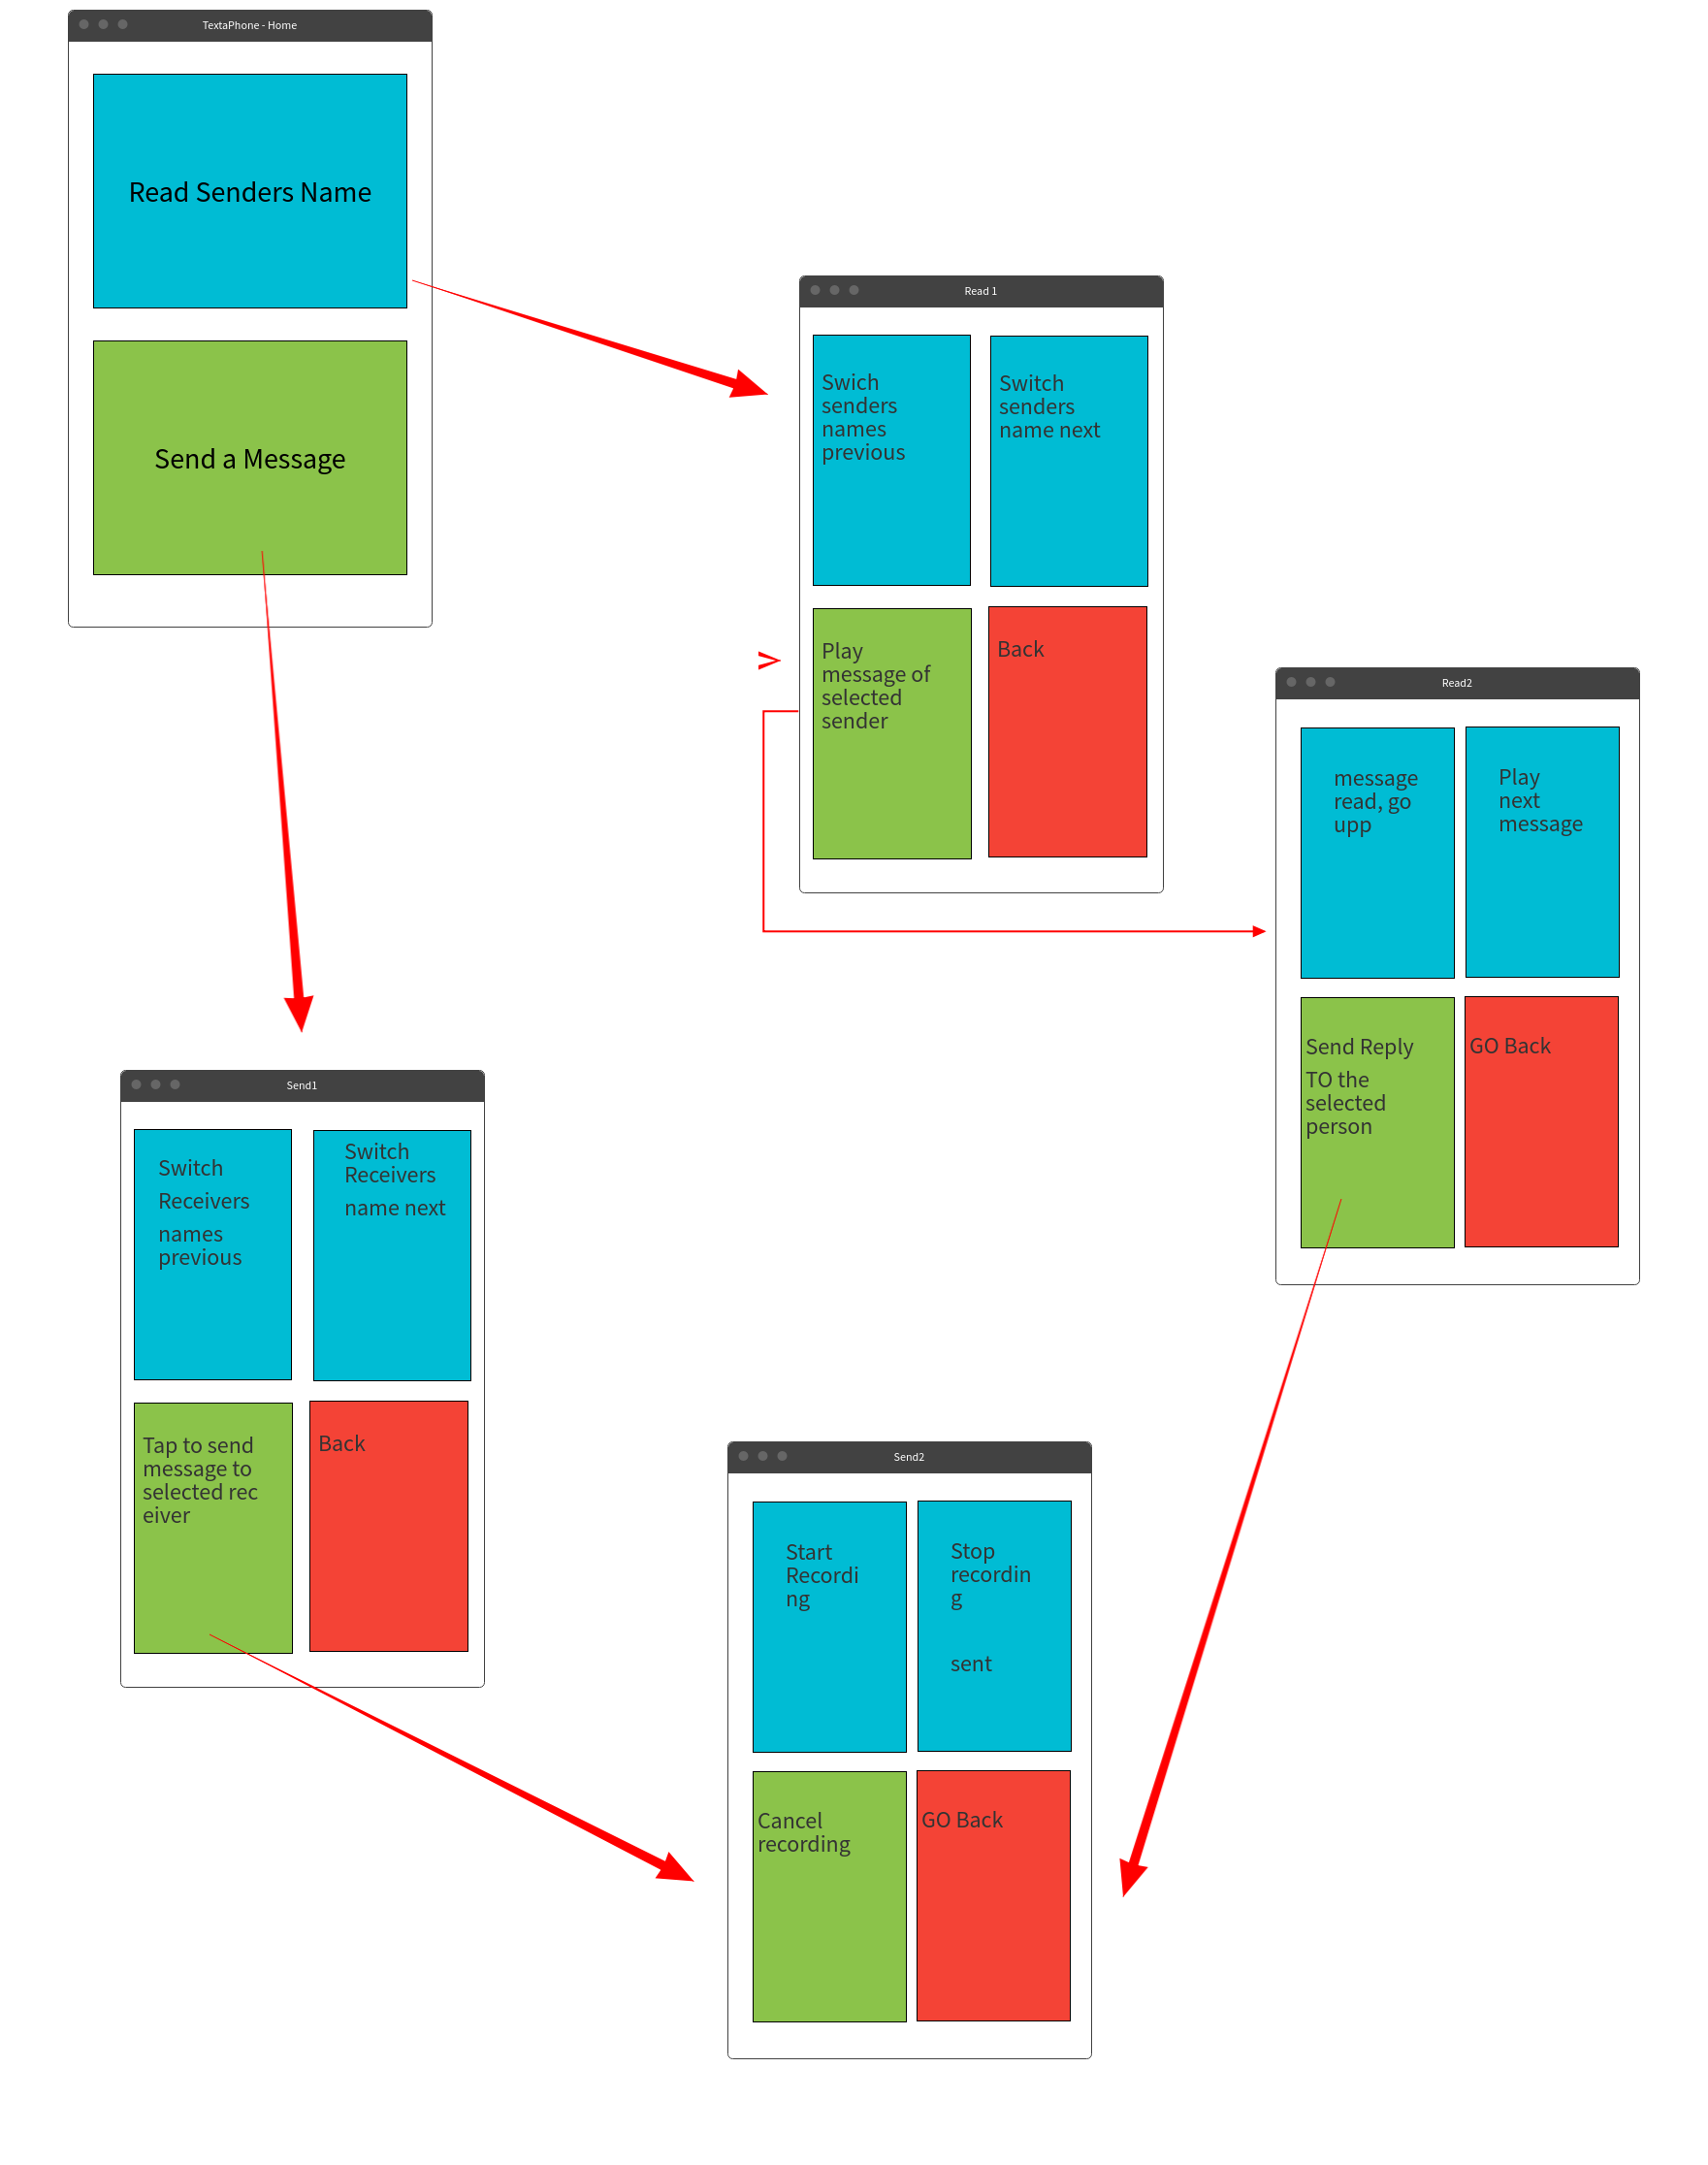 TextaPhone - Home
Read Senders Name
Send a Message
Read 1
Swich
senders
names
previous
Switch
senders
name next
Play
message of
selected
sender
Back
Read2
message
read, go
upp
Play
next
message
Send Reply
TO the
selected
person
GO Back
Send1
Switch
Receivers
names
previous
Switch
Receivers
name next
Tap to send
message to
selected rec
eiver
Back
Send2
Start
Recordi
ng
Stop
recordin
g
sent
Cancel
recording
GO Back